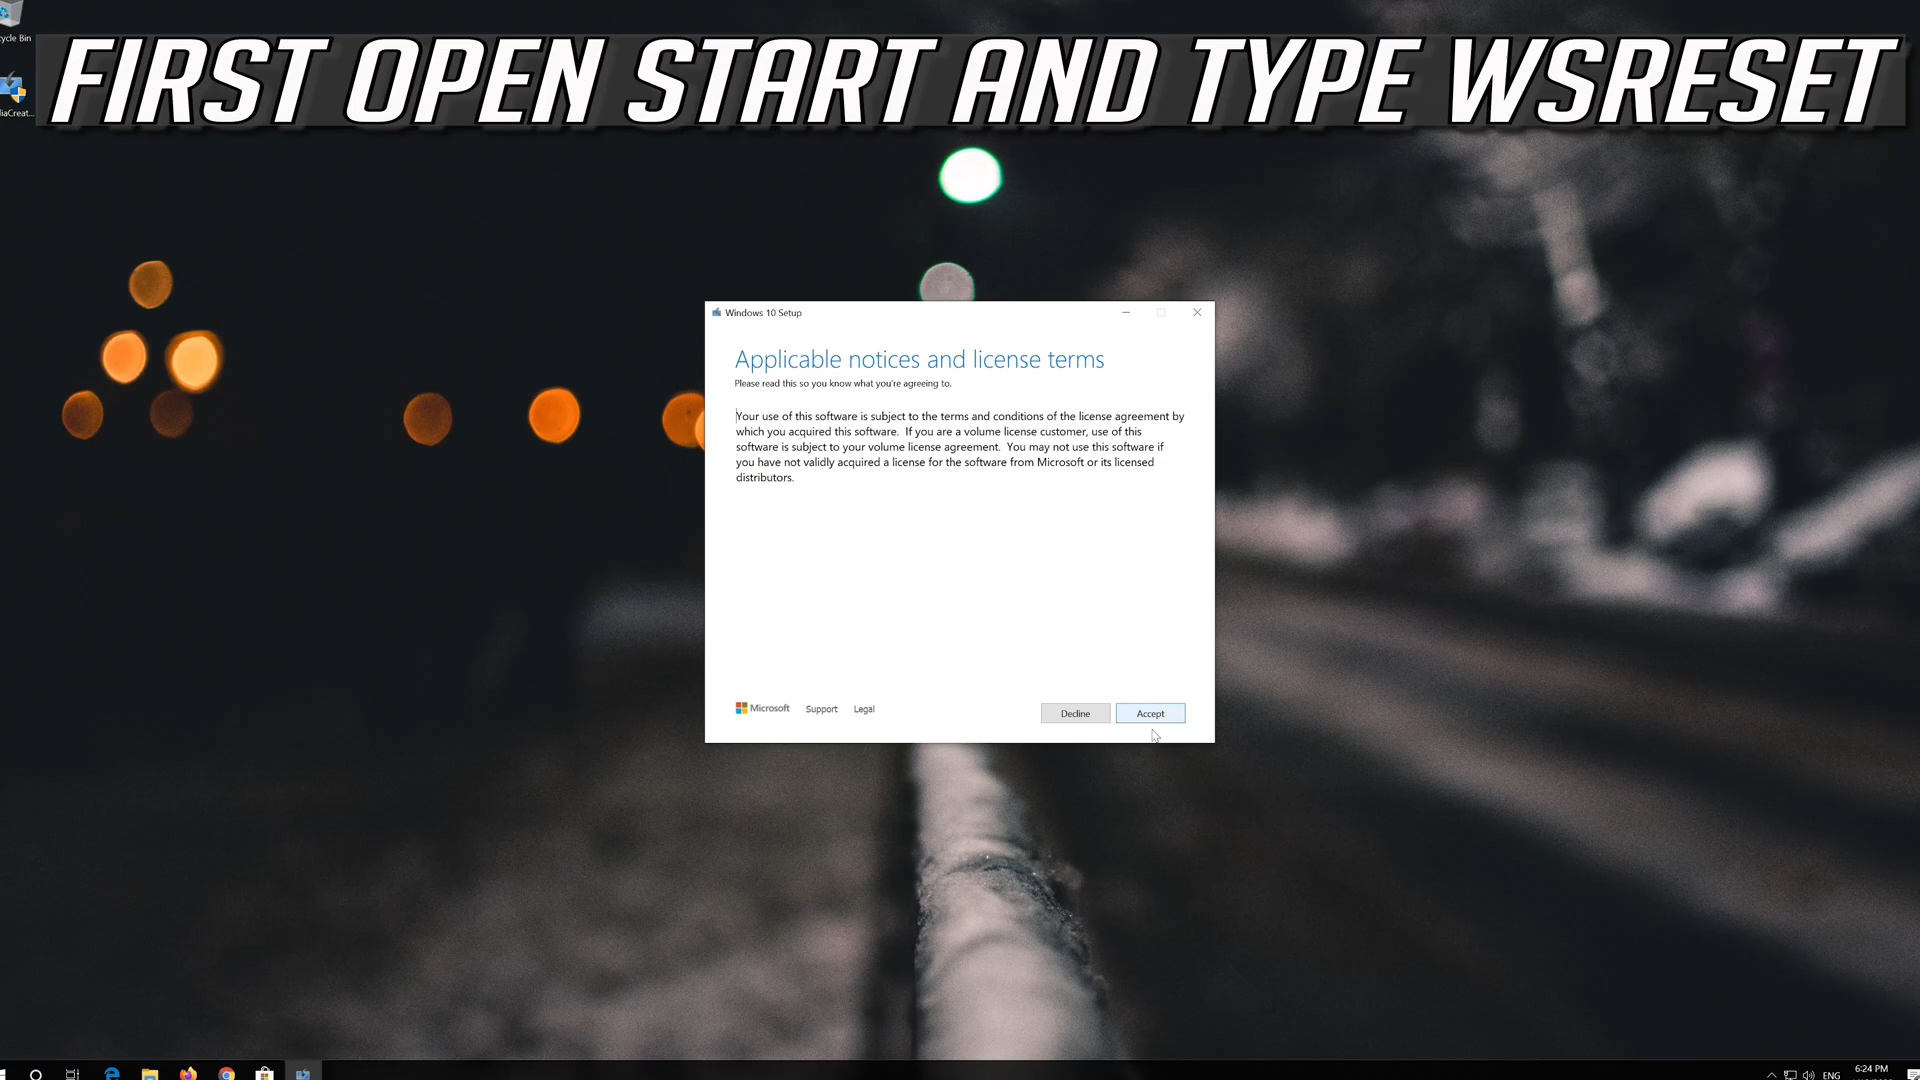 FIRST OPEN START AND TYPE WSRESET
cycle Bin
diaCreat...
Windows 10 Setup
Applicable notices and license terms
Please read this so you know what you're agreeing to.
Your use of this software is subject to the terms and conditions of the license agreement by
which you acquired this software.  If you are a volume license customer, use of this
software is subject to your volume license agreement.  You may not use this software if
you have not validly acquired a license for the software from Microsoft or its licensed
distributors.
Microsoft Support Legal Decline Accept
ENG 6:24 PM